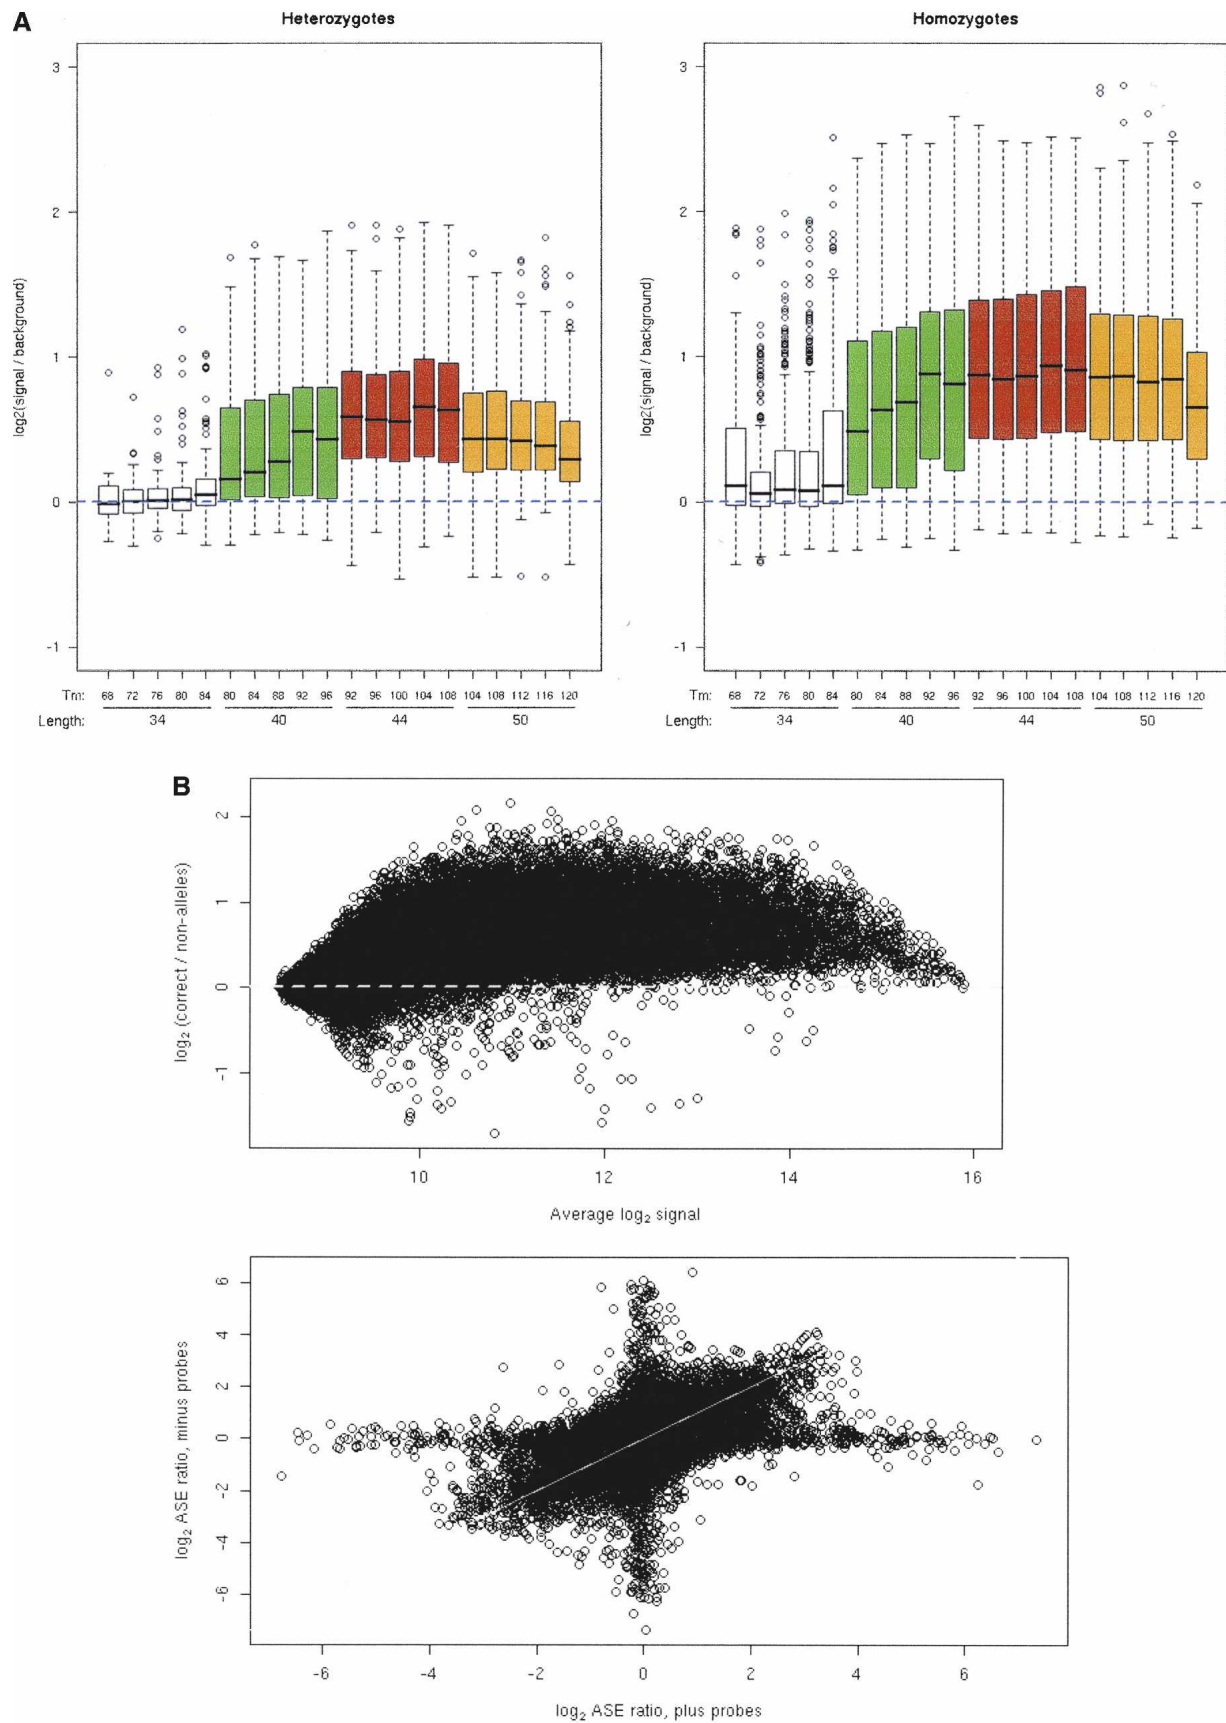 A
Heterozygotes
Homozygotes
3
2
1
0
-1
log2(signal / background)
3
2
1
0
-1
log2(signal / background)
Tm: 68 72 76 80 84 80 84 88 92 96 92 96 100 104 108 104 108 112 116 120
Length: 34 40 44 50
Tm: 68 72 76 80 84 80 84 88 92 96 92 96 100 104 108 104 108 112 116 120
Length: 34 40 44 50
B
2
1
0
-1
log2 (correct / non-alleles)
10 12 14 16
Average log2 signal
6
4
2
0
-2
-4
-6
log2 ASE ratio, minus probes
-6 -4 -2 0 2 4 6
log2 ASE ratio, plus probes